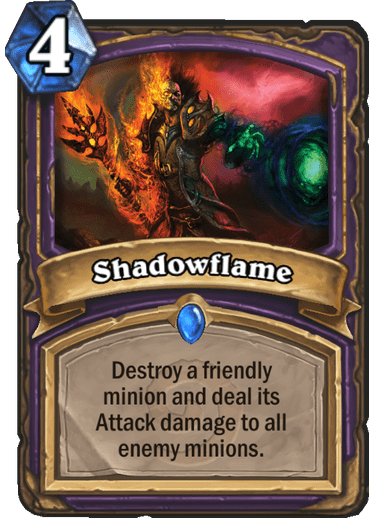 4
Shadowflame
Destroy a friendly
minion and deal its
Attack damage to all
enemy minions.